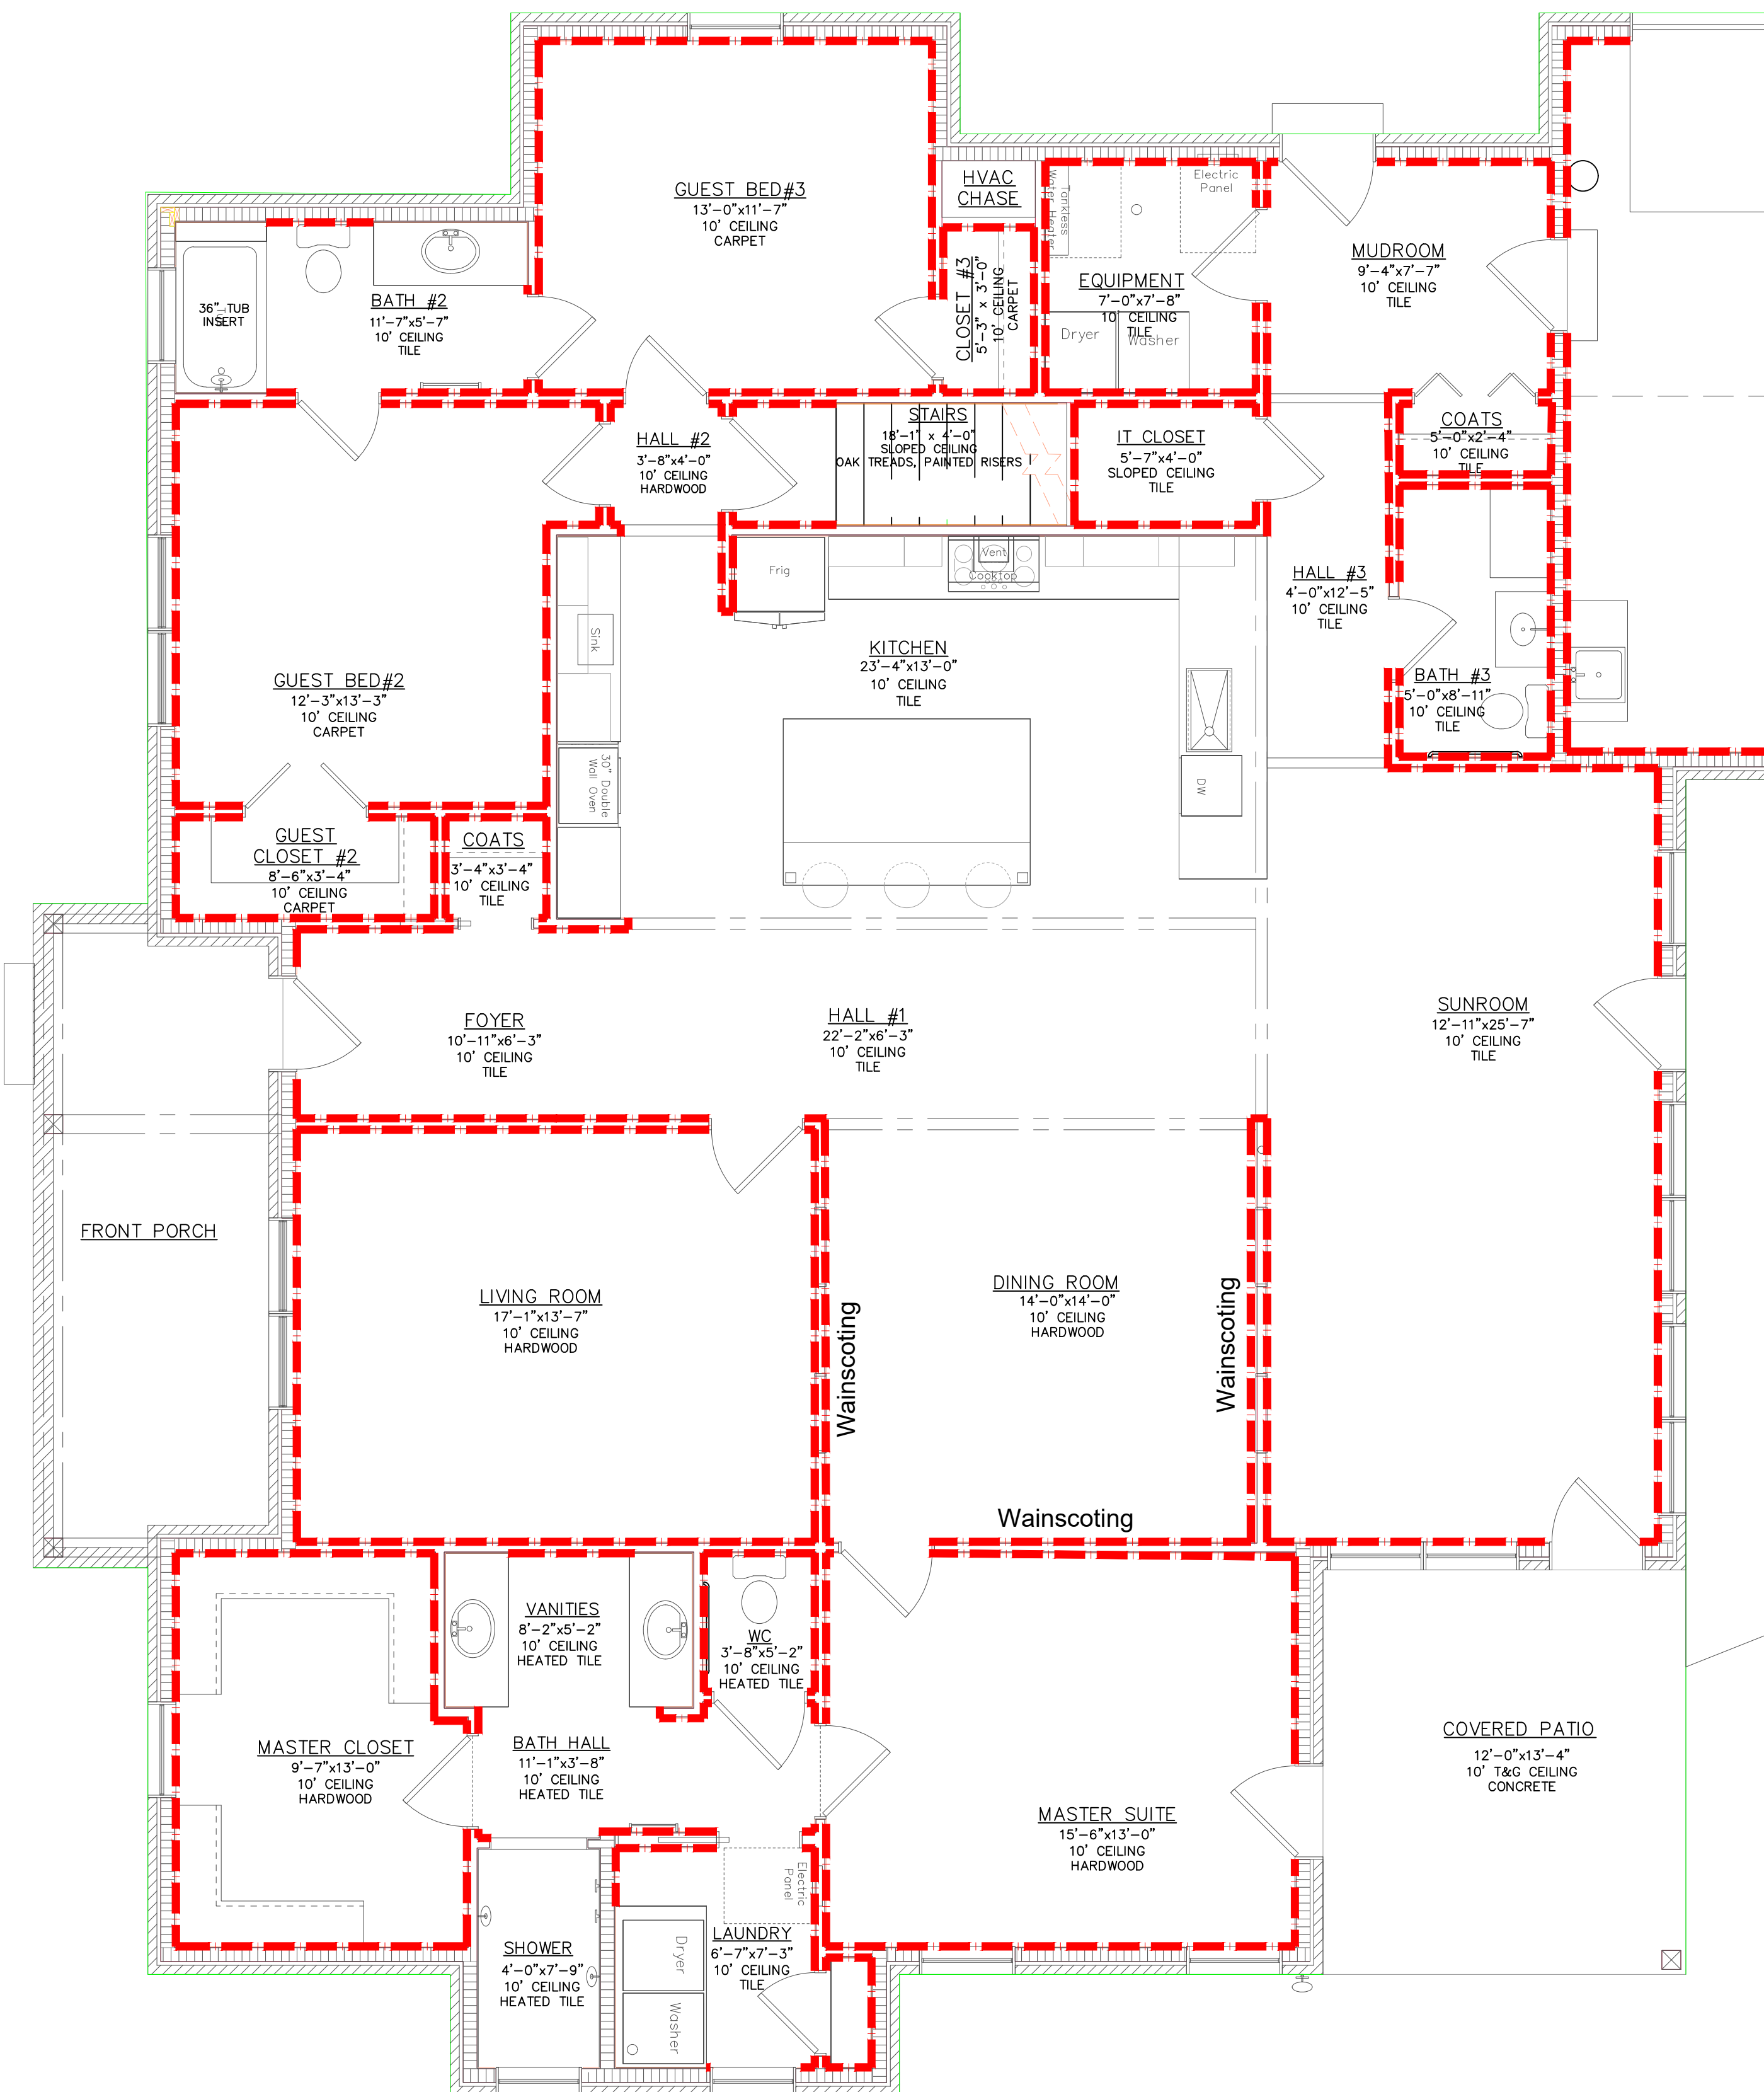 GUEST BED#3
13'-0"x11'-7"
10' CEILING
CARPET
HVAC
CHASE
Tankless
Water Heater
Electric
Panel
CLOSET #3
5'-3" x 3'-0"
10' CEILING
CARPET
EQUIPMENT
7'-0"x7'-8"
10' CEILING
TILE
Dryer
Washer
MUDROOM
9'-4"x7'-7"
10' CEILING
TILE
36" TUB
INSERT
BATH #2
11'-7"x5'-7"
10' CEILING
TILE
HALL #2
3'-8"x4'-0"
10' CEILING
HARDWOOD
STAIRS
18'-1" x 4'-0"
SLOPED CEILING
OAK TREADS, PAINTED RISERS
IT CLOSET
5'-7"x4'-0"
SLOPED CEILING
TILE
COATS
5'-0"x2'-4"
10' CEILING
TILE
Frig
Vent
Cooktop
Sink
HALL #3
4'-0"x12'-5"
10' CEILING
TILE
KITCHEN
23'-4"x13'-0"
10' CEILING
TILE
BATH #3
5'-0"x8'-11"
10' CEILING
TILE
GUEST BED#2
12'-3"x13'-3"
10' CEILING
CARPET
30" Double
Wall Oven
DW
GUEST
CLOSET #2
8'-6"x3'-4"
10' CEILING
CARPET
COATS
3'-4"x3'-4"
10' CEILING
TILE
FOYER
10'-11"x6'-3"
10' CEILING
TILE
HALL #1
22'-2"x6'-3"
10' CEILING
TILE
SUNROOM
12'-11"x25'-7"
10' CEILING
TILE
FRONT PORCH
LIVING ROOM
17'-1"x13'-7"
10' CEILING
HARDWOOD
Wainscoting
DINING ROOM
14'-0"x14'-0"
10' CEILING
HARDWOOD
Wainscoting
Wainscoting
VANITIES
8'-2"x5'-2"
10' CEILING
HEATED TILE
WC
3'-8"x5'-2"
10' CEILING
HEATED TILE
MASTER CLOSET
9'-7"x13'-0"
10' CEILING
HARDWOOD
BATH HALL
11'-1"x3'-8"
10' CEILING
HEATED TILE
COVERED PATIO
12'-0"x13'-4"
10' T&G CEILING
CONCRETE
MASTER SUITE
15'-6"x13'-0"
10' CEILING
HARDWOOD
Electric
Panel
SHOWER
4'-0"x7'-9"
10' CEILING
HEATED TILE
Dryer
Washer
LAUNDRY
6'-7"x7'-3"
10' CEILING
TILE